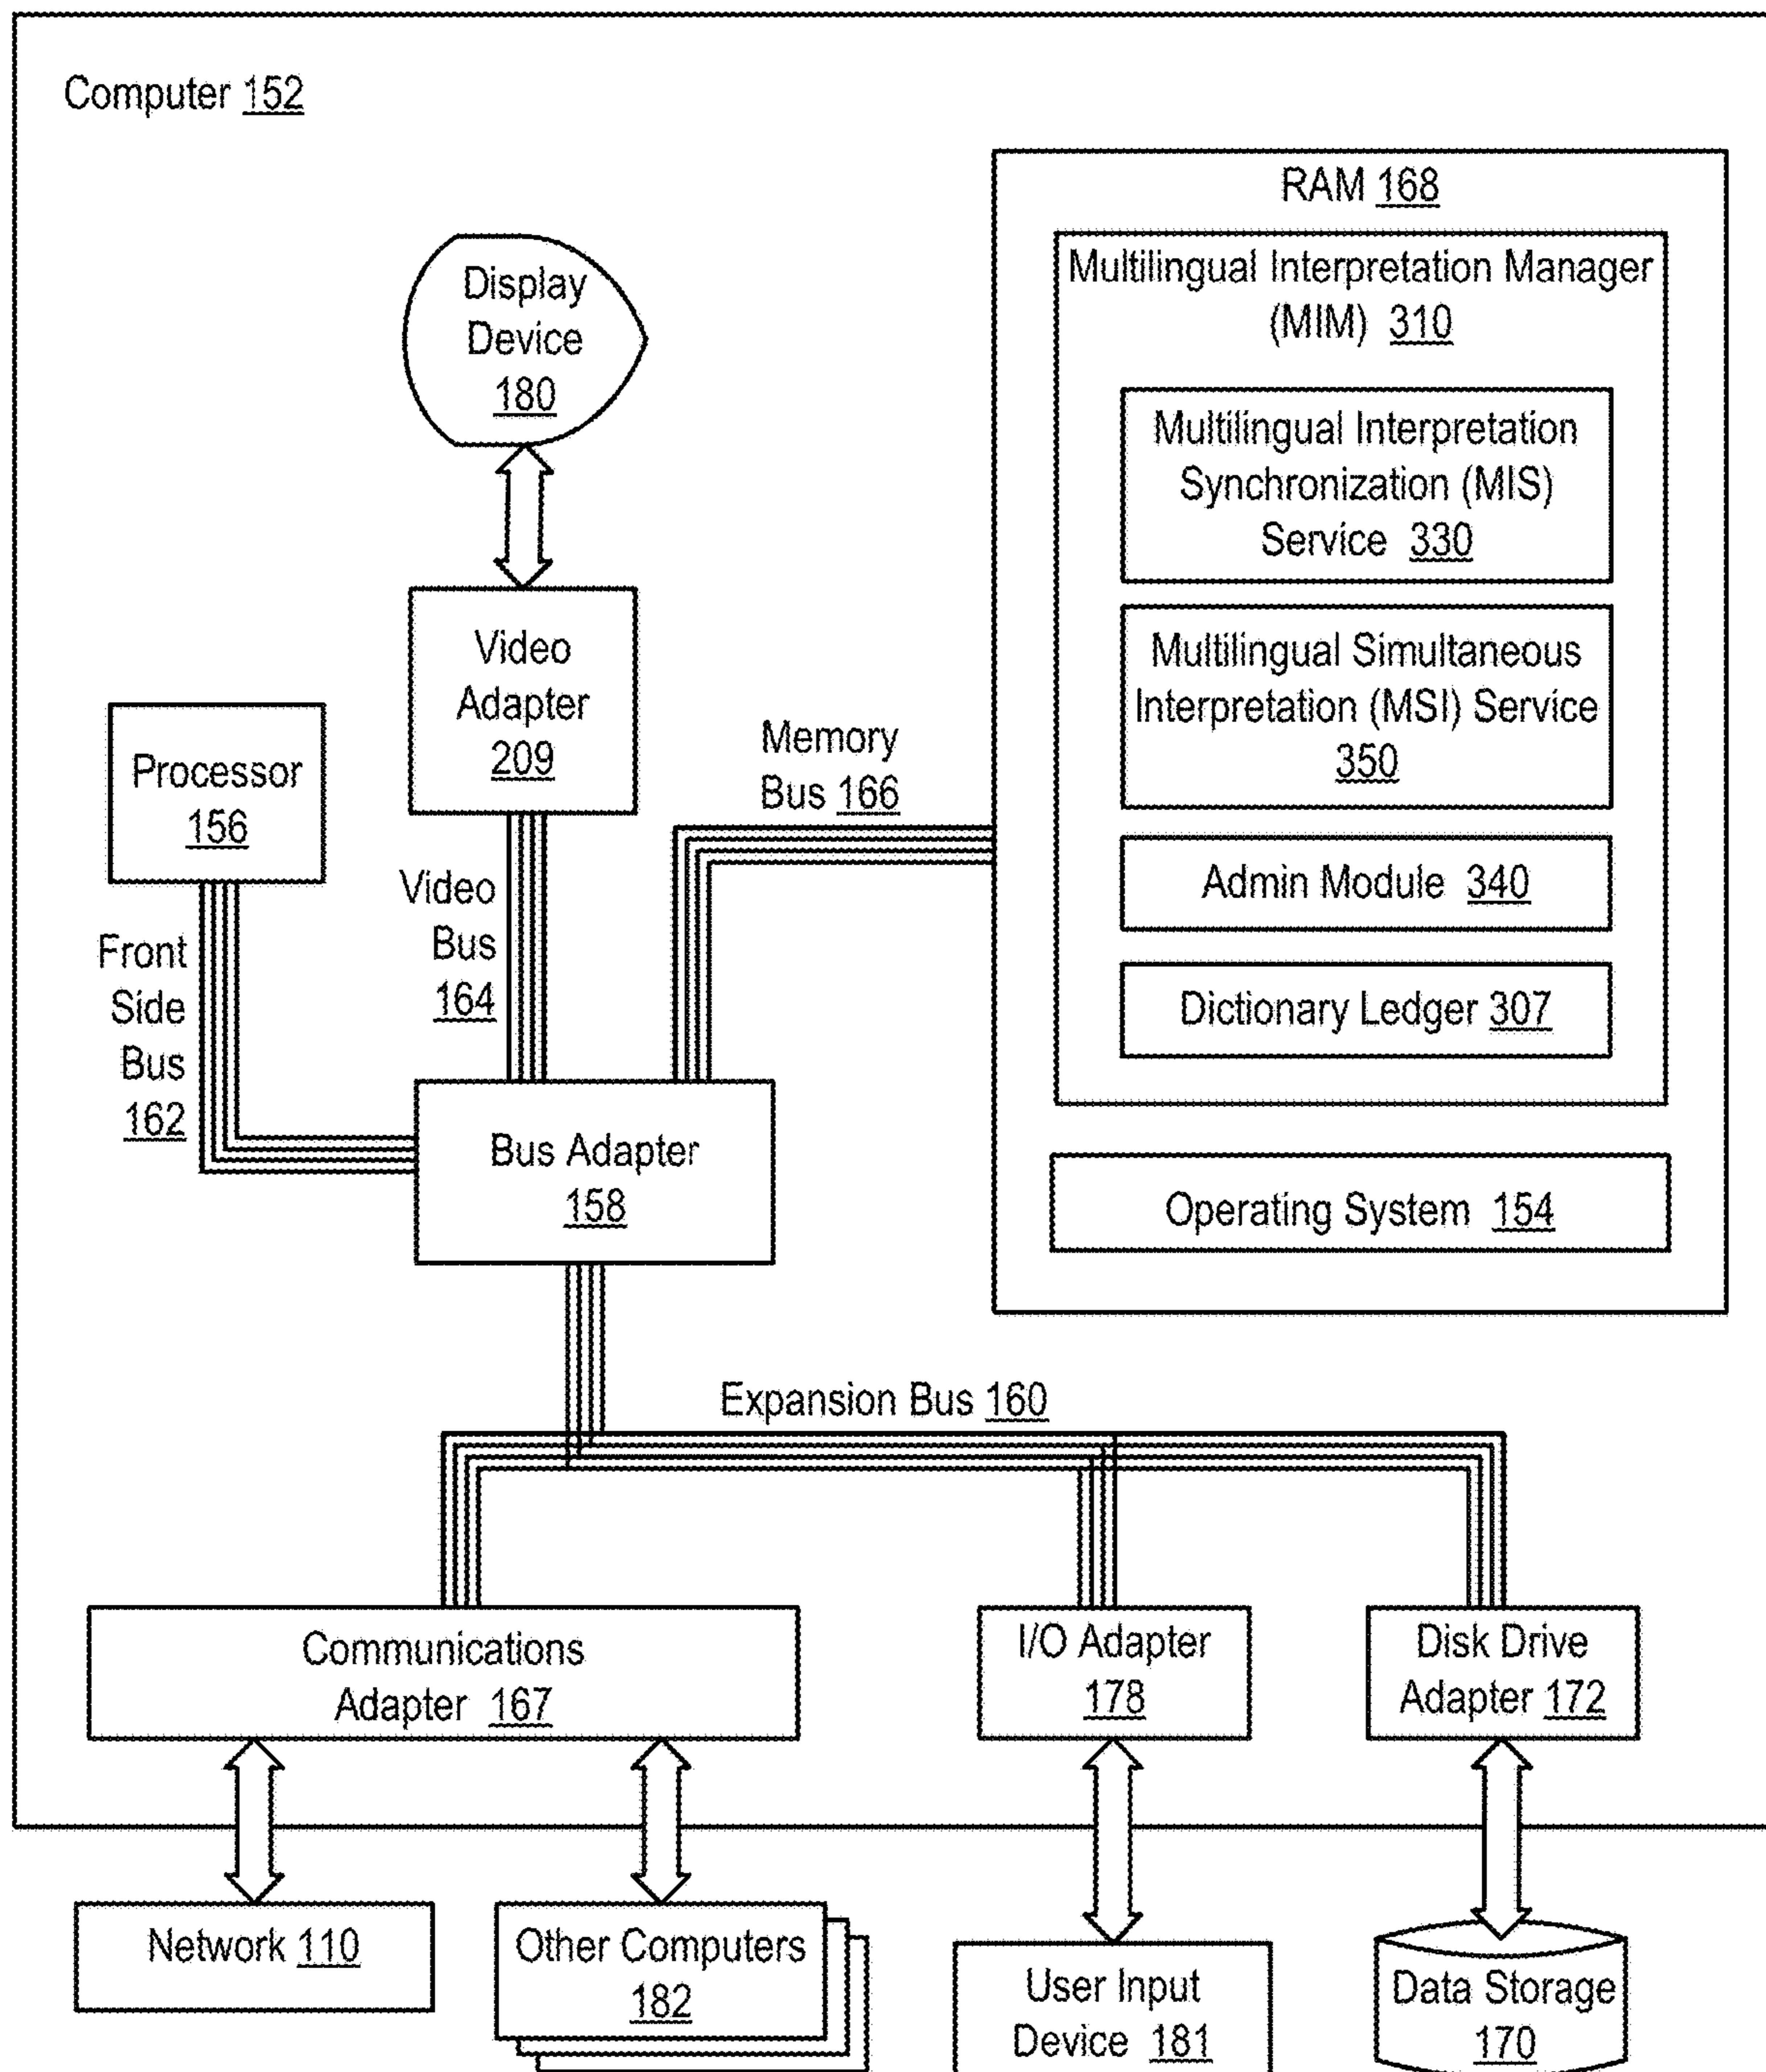 Computer 152
RAM 168
Multilingual Interpretation Manager
(MIM) 310
Multilingual Interpretation
Synchronization (MIS)
Service 330
Multilingual Simultaneous
Interpretation (MSI) Service
350
Admin Module 340
Dictionary Ledger 307
Operating System 154
Display
Device
180
Video
Adapter
209
Processor
156
Memory
Bus 166
Video
Bus
164
Front
Side
Bus
162
Bus Adapter
158
Expansion Bus 160
Communications
Adapter 167
I/O Adapter
178
Disk Drive
Adapter 172
Network 110
Other Computers
182
User Input
Device 181
Data Storage
170